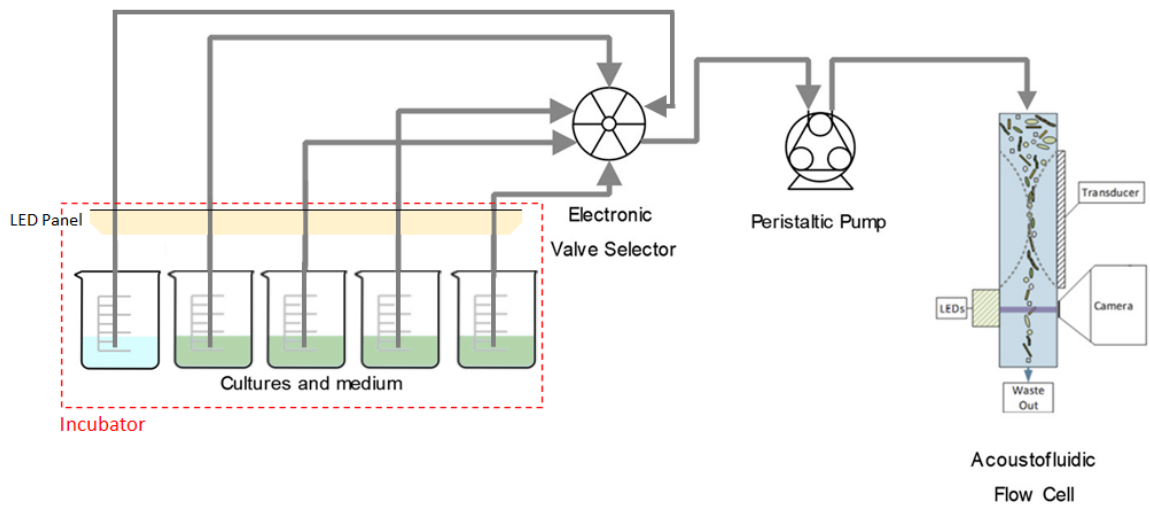 LED Panel
Electronic
Valve Selector
Peristaltic Pump
Transducer
LEDs
Camera
Cultures and medium
Waste
Out
Incubator
Acoustofluidic
Flow Cell